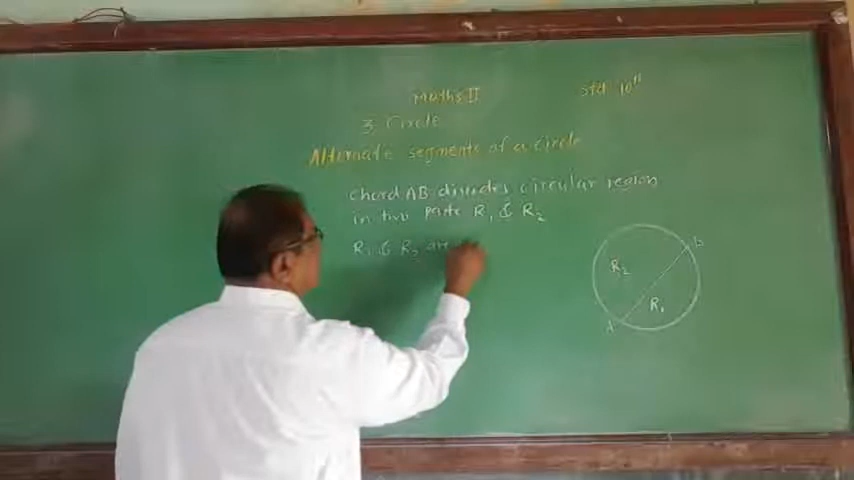 Maths II
Std 10th
3. Circle
Alternate segments of a circle
chord AB divides circular region
in two parts R1 & R2
R1 & R2 are
B
R2
R1
A